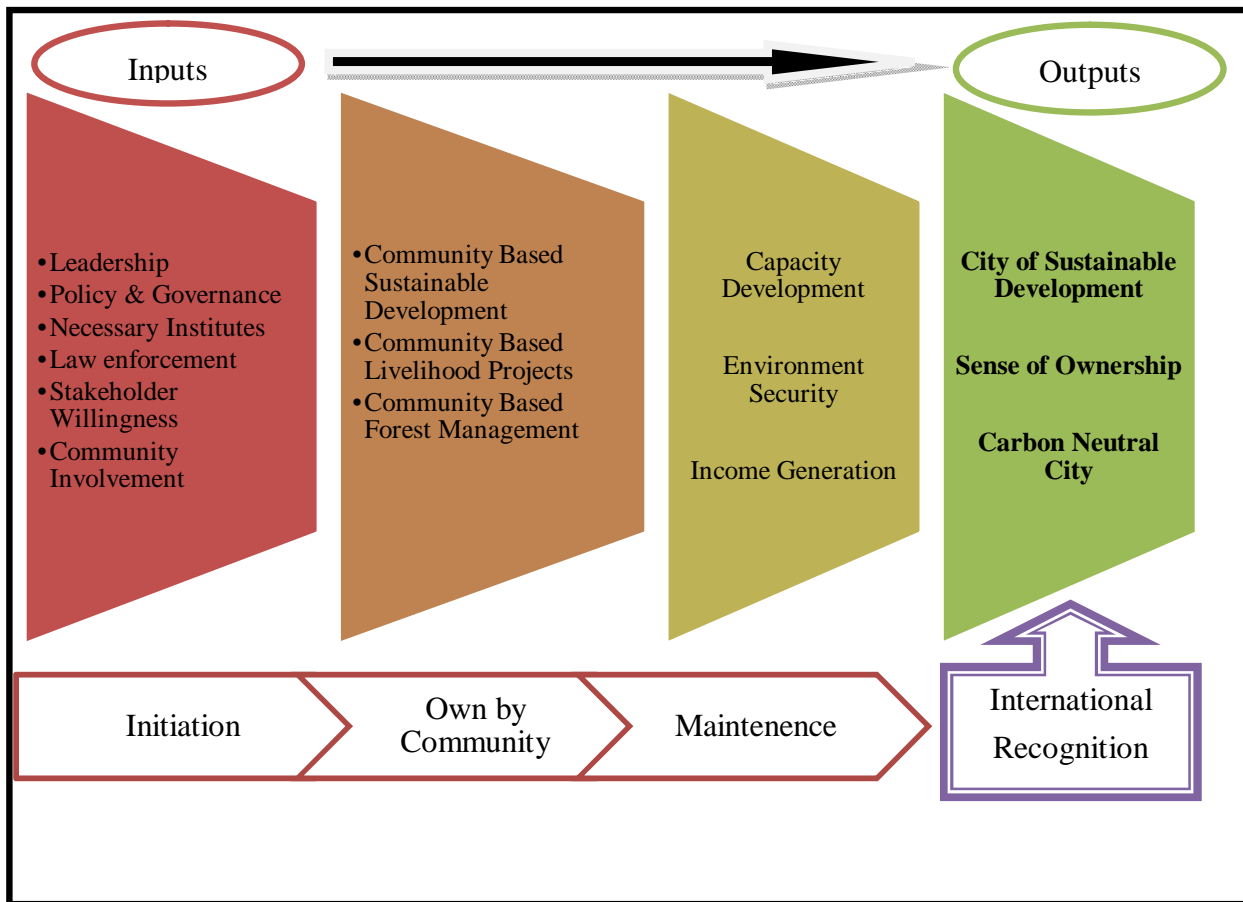 Inputs
Outputs
•Leadership
•Policy & Governance
•Necessary Institutes
•Law enforcement
•Stakeholder
Willingness
•Community
Involvement
•Community Based
Sustainable
Development
•Community Based
Livelihood Projects
•Community Based
Forest Management
Capacity
Development
Environment
Security
Income Generation
City of Sustainable
Development
Sense of Ownership
Carbon Neutral
City
Initiation
Own by
Community
Maintenence
International
Recognition